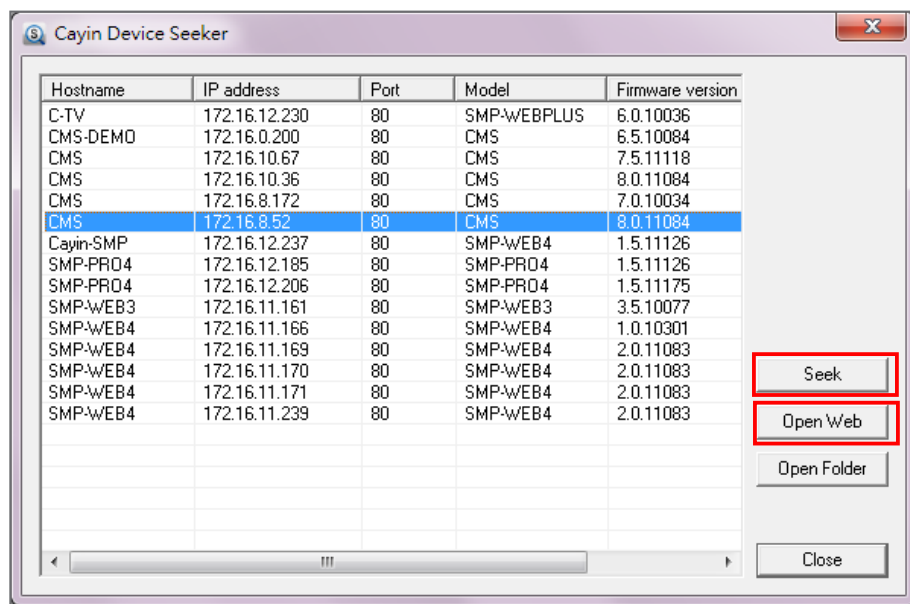 Cayin Device Seeker
Hostname IP address Port Model Firmware version
C-TV 172.16.12.230 80 SMP-WEBPLUS 6.0.10036
CMS-DEMO 172.16.0.200 80 CMS 6.5.10084
CMS 172.16.10.67 80 CMS 7.5.11118
CMS 172.16.10.36 80 CMS 8.0.11084
CMS 172.16.8.172 80 CMS 7.0.10034
CMS 172.16.8.52 80 CMS 8.0.11084
Cayin-SMP 172.16.12.237 80 SMP-WEB4 1.5.11126
SMP-PRO4 172.16.12.185 80 SMP-PRO4 1.5.11126
SMP-PRO4 172.16.12.206 80 SMP-PRO4 1.5.11175
SMP-WEB3 172.16.11.161 80 SMP-WEB3 3.5.10077
SMP-WEB4 172.16.11.166 80 SMP-WEB4 1.0.10301
SMP-WEB4 172.16.11.169 80 SMP-WEB4 2.0.11083
SMP-WEB4 172.16.11.170 80 SMP-WEB4 2.0.11083
SMP-WEB4 172.16.11.171 80 SMP-WEB4 2.0.11083
SMP-WEB4 172.16.11.239 80 SMP-WEB4 2.0.11083
Seek
Open Web
Open Folder
Close